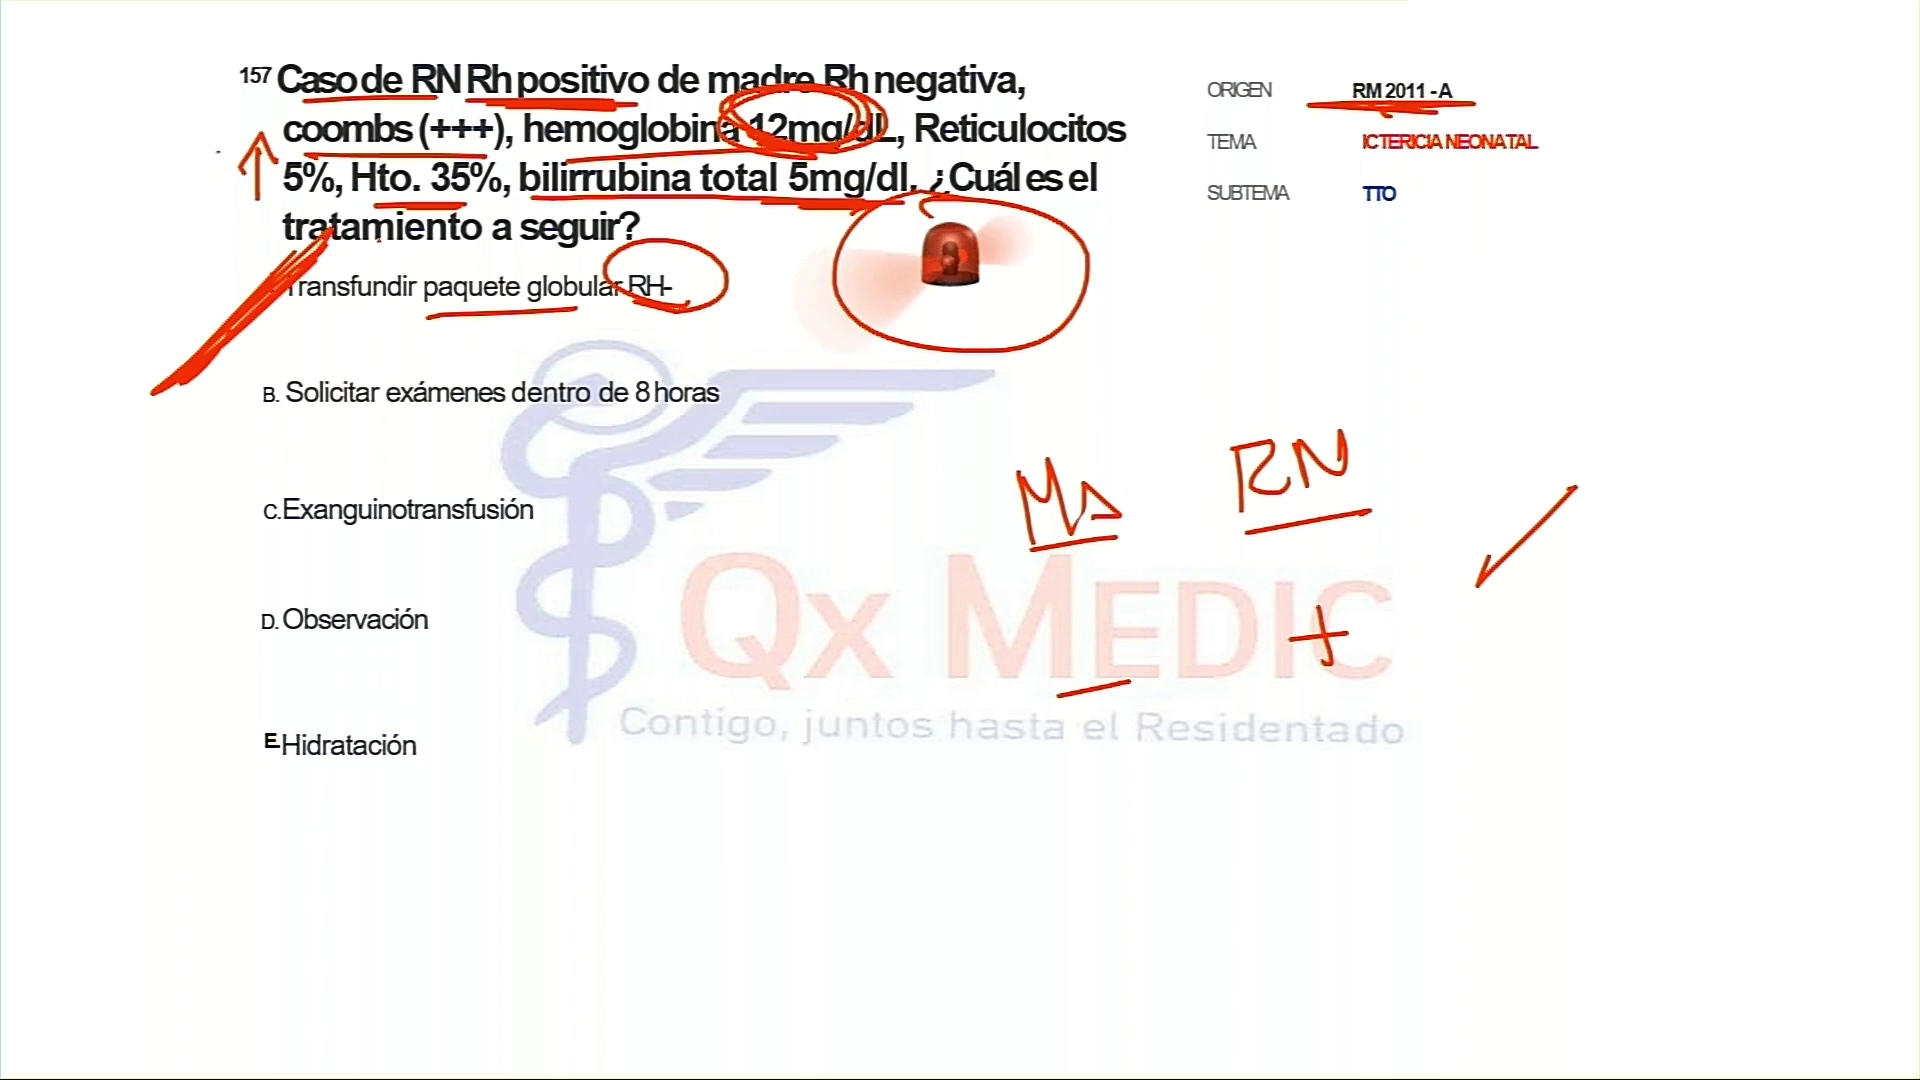 157 Caso de RN Rh positivo de madre Rh negativa,
coombs (+++), hemoglobina 12mg/dL, Reticulocitos
5%, Hto. 35%, bilirrubina total 5mg/dl. ¿Cuál es el
tratamiento a seguir?
Transfundir paquete globular RH-
B. Solicitar exámenes dentro de 8 horas
C. Exanguinotransfusión
D. Observación
E Hidratación
ORIGEN RM 2011 - A
TEMA ICTERICIA NEONATAL
SUBTEMA TTO
Ma RN
- +
Qx MEDIC
Contigo, juntos hasta el Residentado